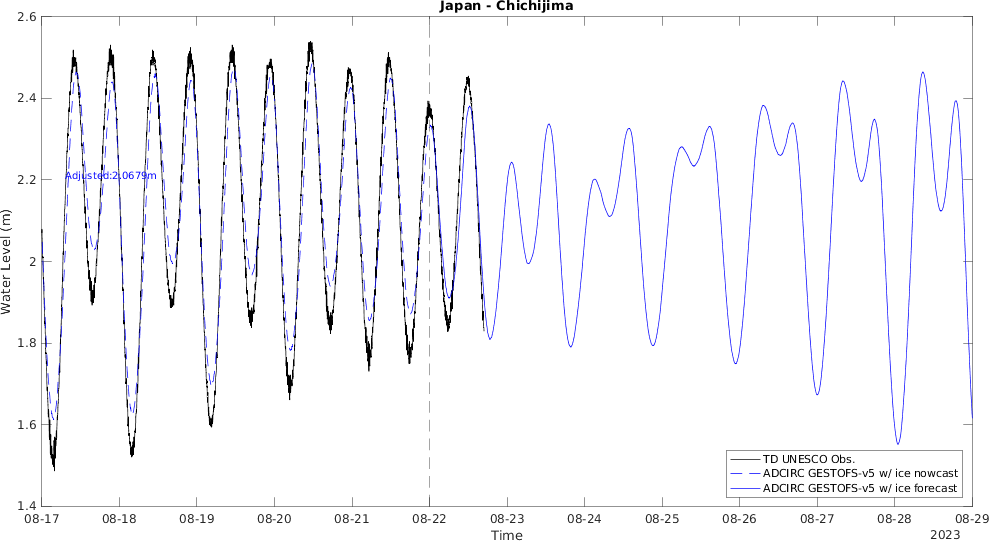 Japan - Chichijima
2.6
2.4
2.2
2
1.8
1.6
1.4
Water Level (m)
Adjusted:2.0679m
TD UNESCO Obs.
ADCIRC GESTOFS-v5 w/ ice nowcast
ADCIRC GESTOFS-v5 w/ ice forecast
08-17 08-18 08-19 08-20 08-21 08-22 08-23 08-24 08-25 08-26 08-27 08-28 08-29
Time
2023